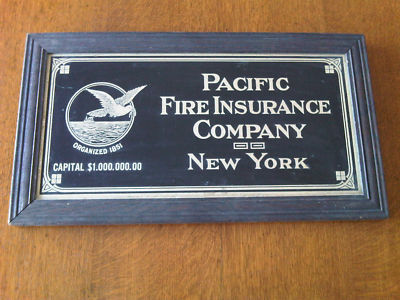 PACIFIC
FIRE INSURANCE
COMPANY
NEW YORK
ORGANIZED 1851
CAPITAL $1.000,000.00